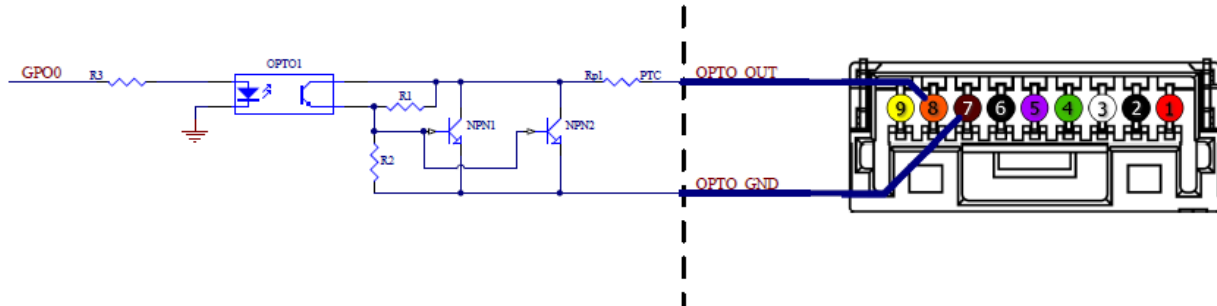 OPTO1
GPO0
R3
Rp1
PTC
OPTO_OUT
R1
NPN1
NPN2
R2
OPTO_GND
9 8 7 6 5 4 3 2 1